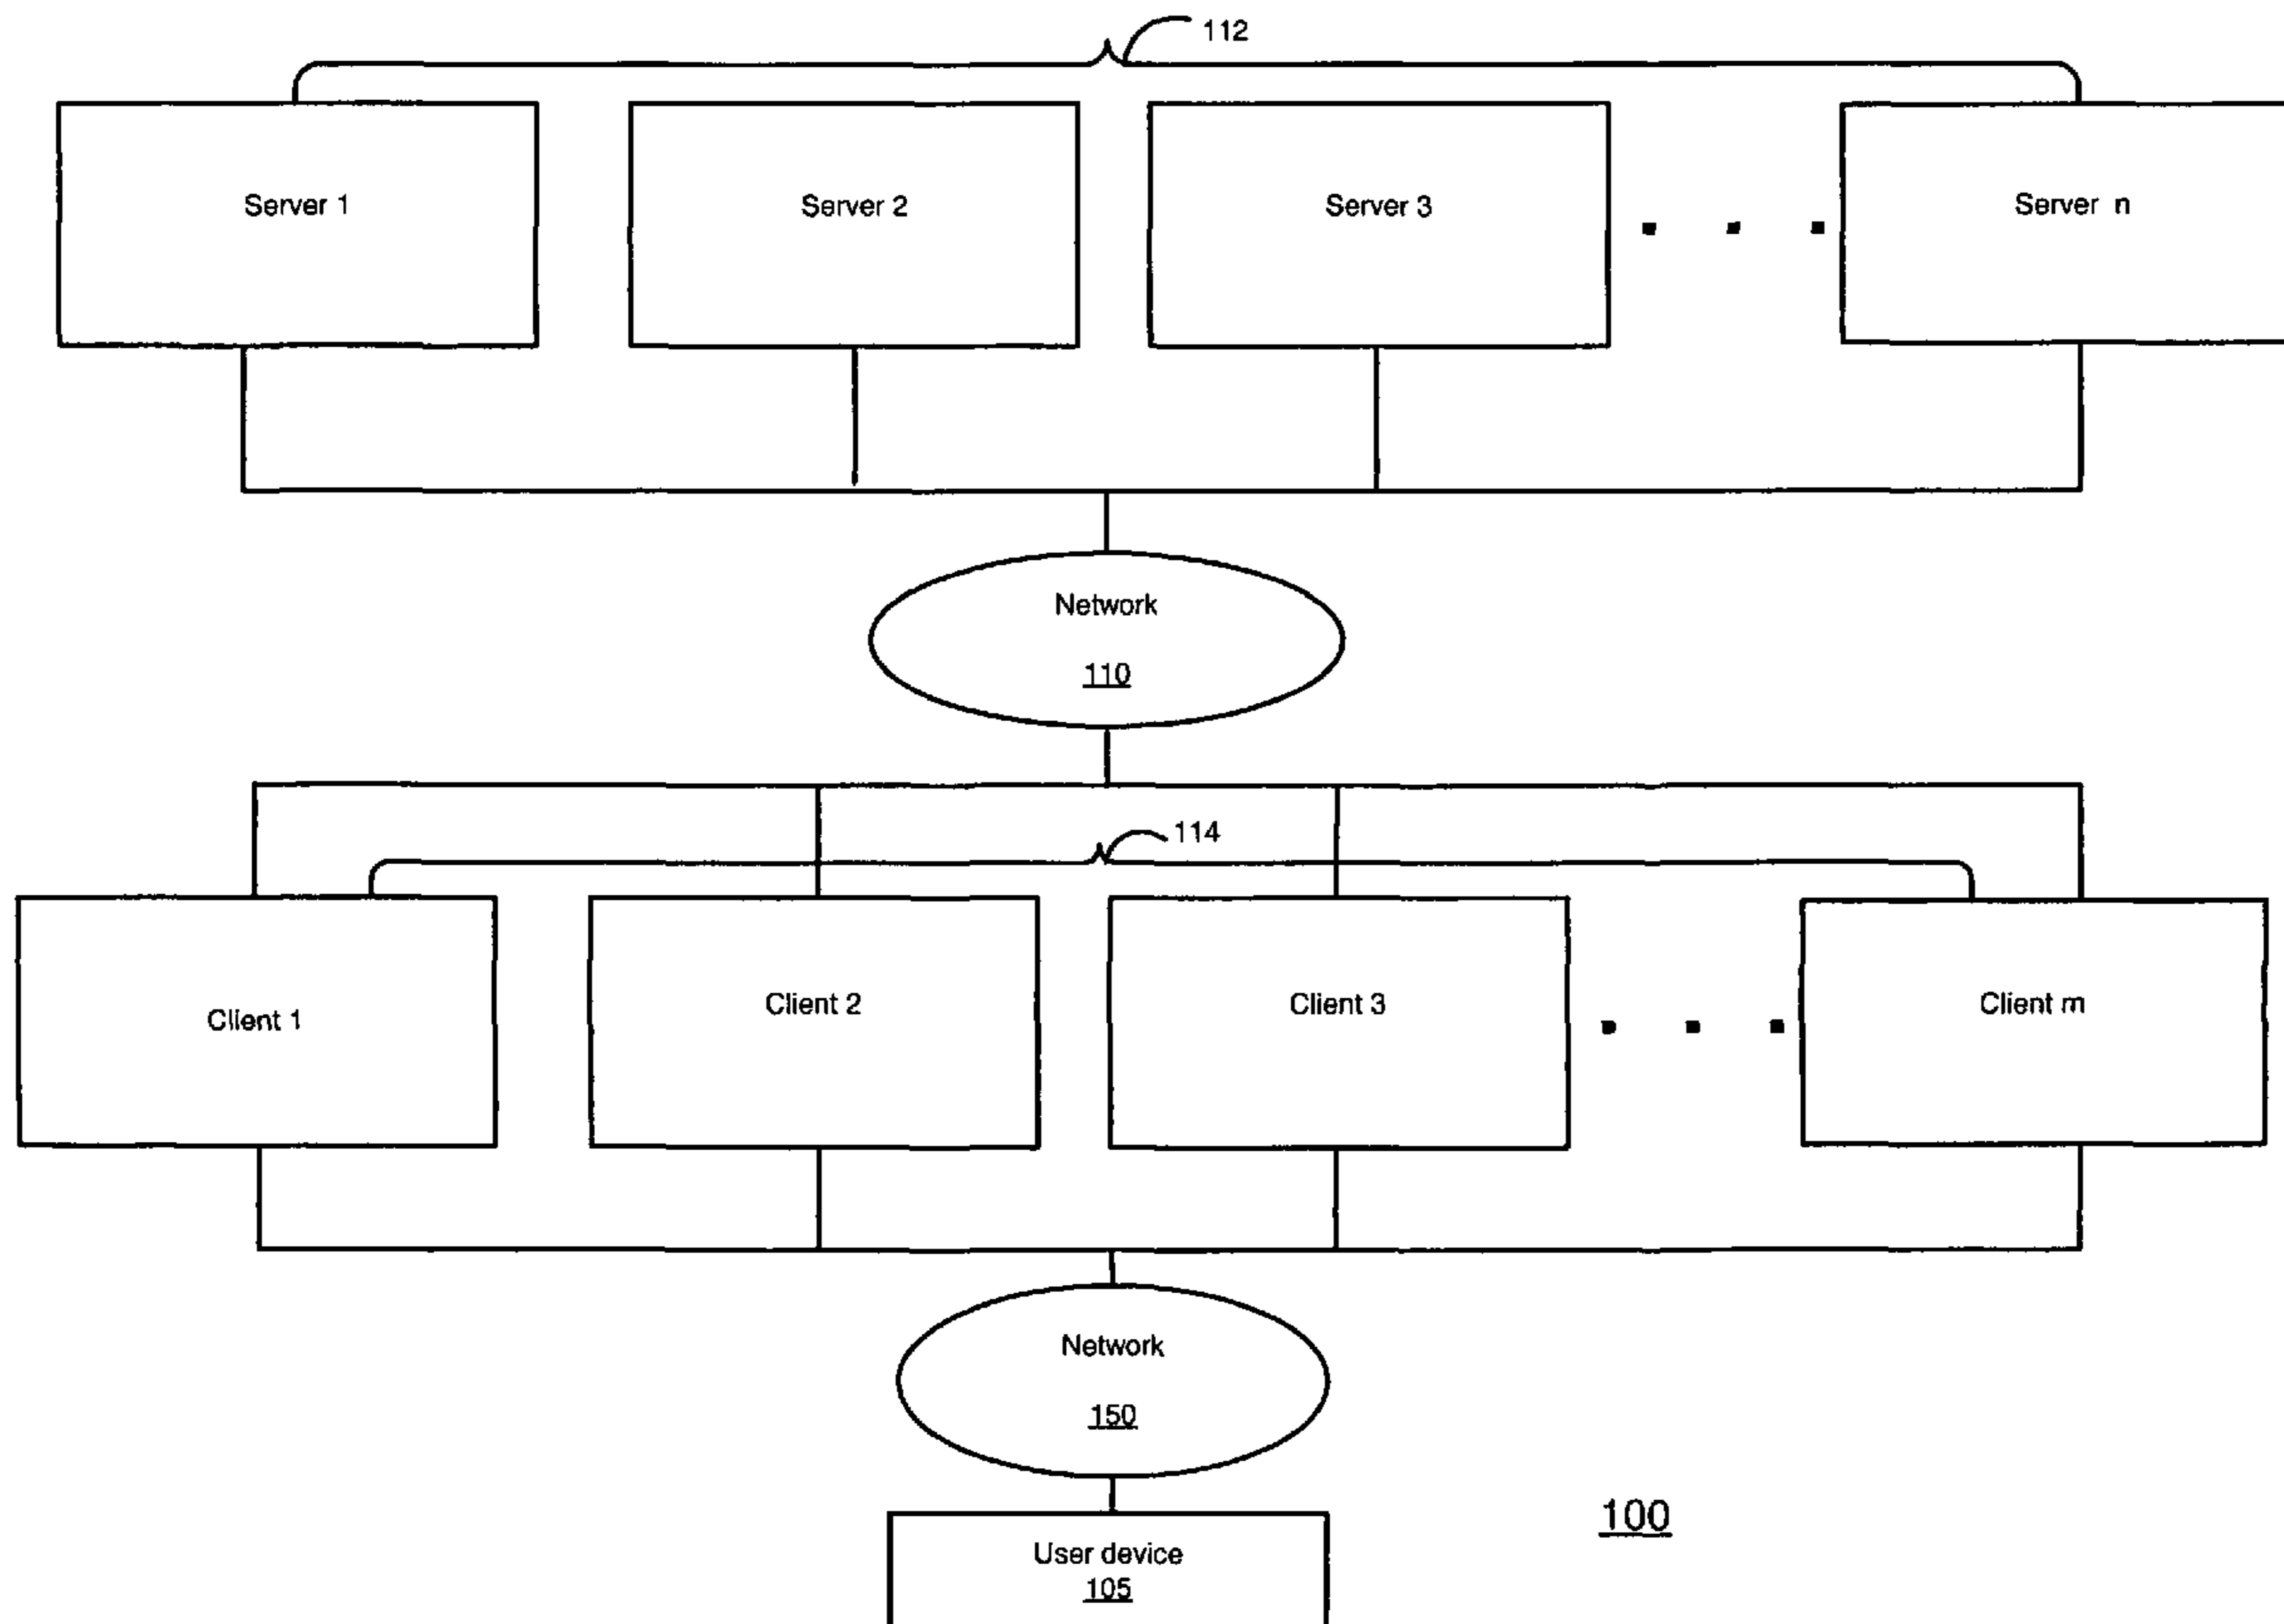 112
Server 1
Server 2
Server 3
Server n
Network
110
114
Client 1
Client 2
Client 3
Client m
Network
150
100
User device
105